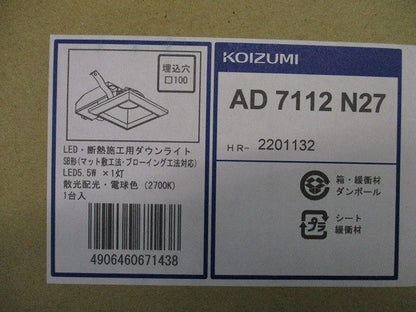 埋込穴
□100
LED・断熱施工用ダウンライト
SB形(マット敷工法・ブローイング工法対応)
LED5.5W ×1灯
散光配光・電球色 (2700K)
1台入
4906460671438
KOIZUMI
AD 7112 N27
HR- 2201132
箱・緩衝材
ダンボール
プラ
シート
緩衝材